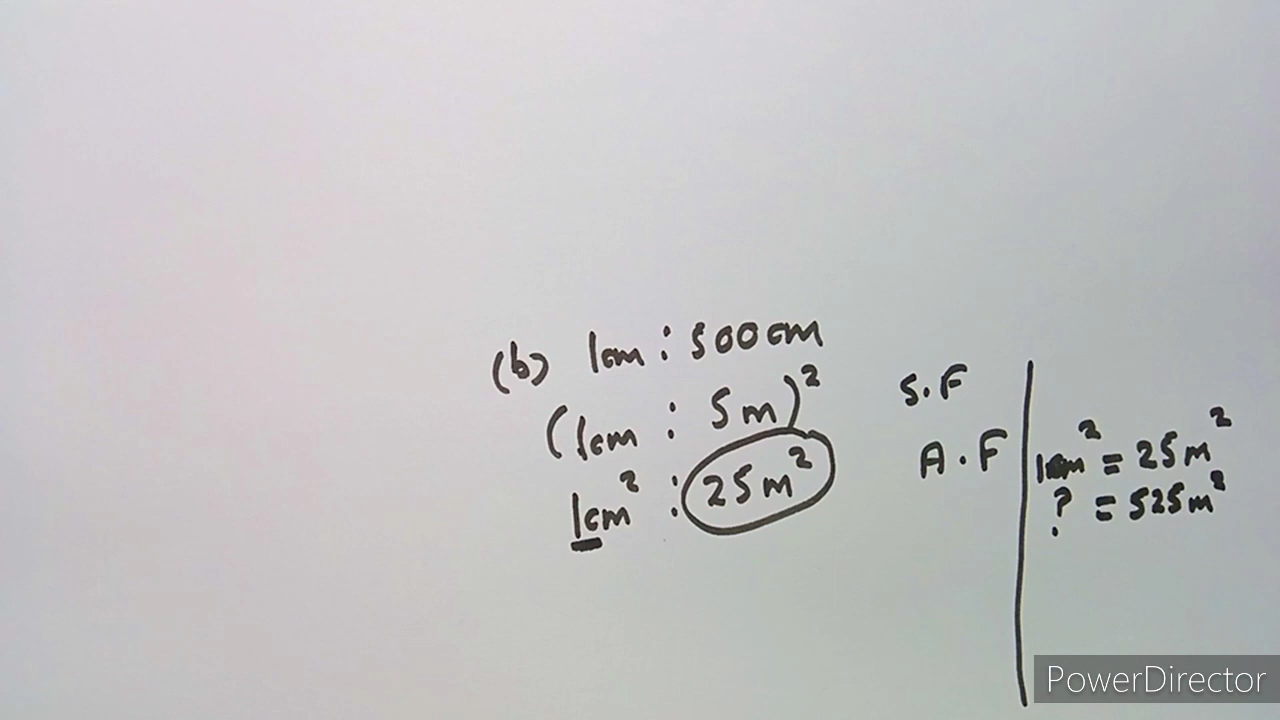 (b) 1cm : 500cm
(1cm : 5m)²
1cm² : 25m²
S.F
A.F
1cm² = 25m²
? = 525m²
PowerDirector